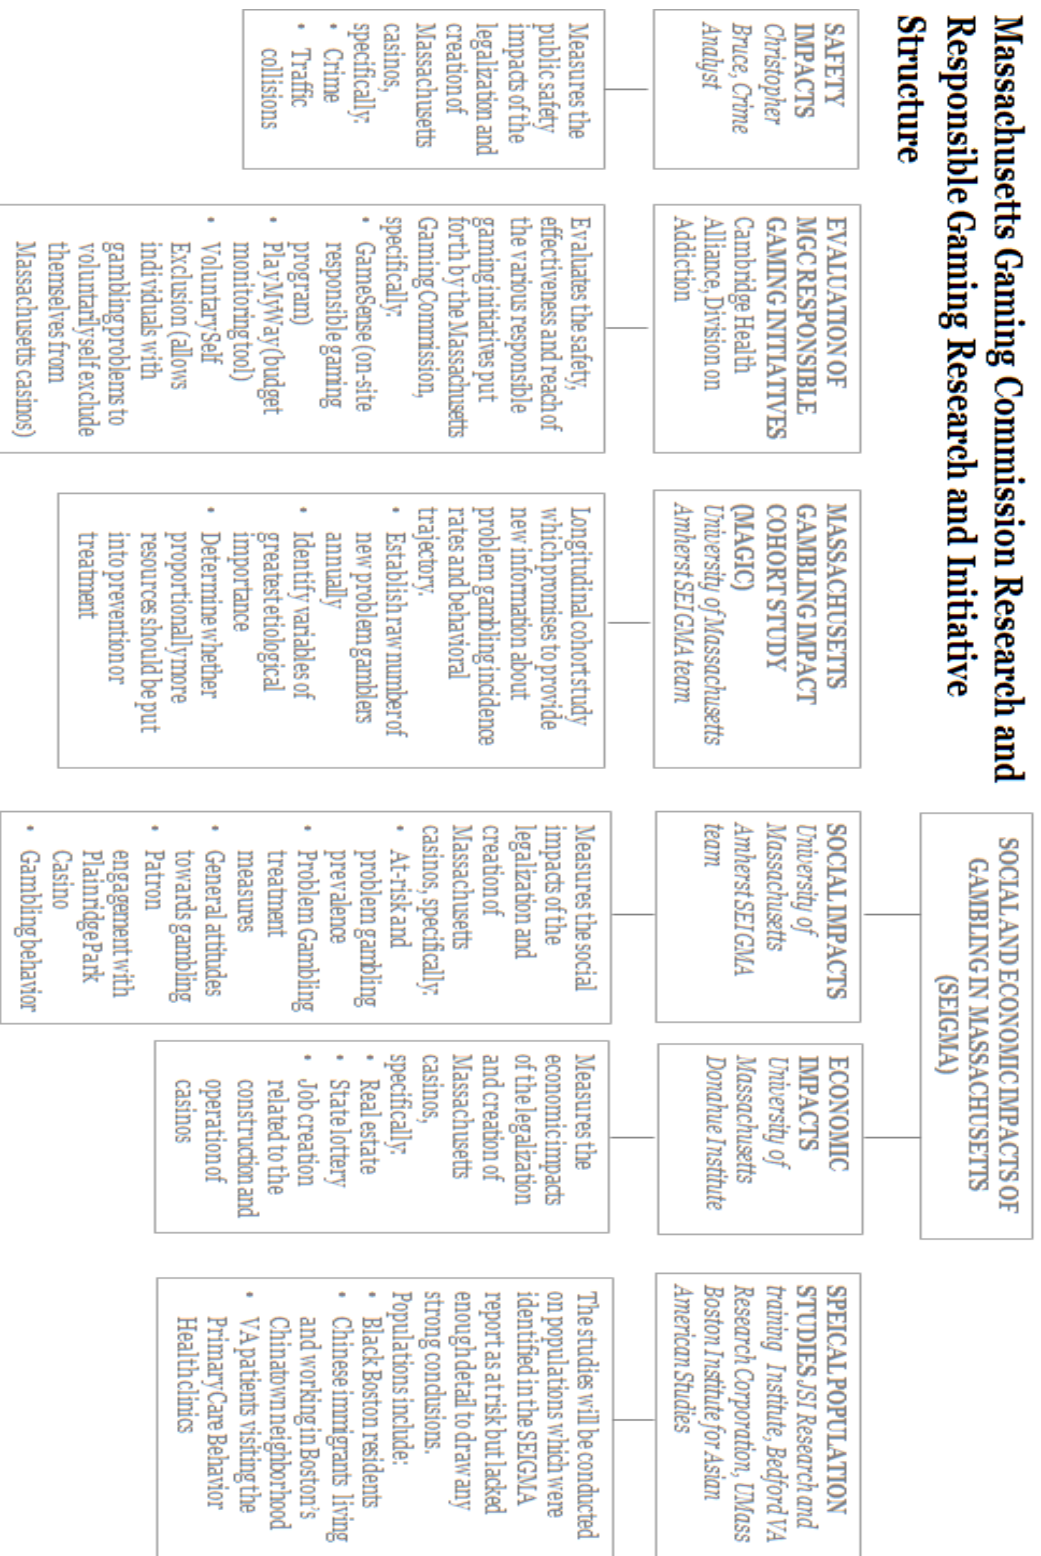 Massachusetts Gaming Commission Research and
Responsible Gaming Research and Initiative
Structure
SOCIAL AND ECONOMIC IMPACTS OF
GAMBLING IN MASSACHUSETTS
(SEIGMA)
SAFETY
IMPACTS
Christopher
Bruce, Crime
Analyst
Measures the
public safety
impacts of the
legalization and
creation of
Massachusetts
casinos,
specifically:
• Crime
• Traffic
collisions
EVALUATION OF
MGC RESPONSIBLE
GAMING INITIATIVES
Cambridge Health
Alliance, Division on
Addiction
Evaluates the safety,
effectiveness and reach of
the various responsible
gaming initiatives put
forth by the Massachusetts
Gaming Commission,
specifically:
• GameSense (on-site
responsible gaming
program)
• Play My Way (budget
monitoring tool)
• Voluntary Self
Exclusion (allows
individuals with
gambling problems to
voluntarily self exclude
themselves from
Massachusetts casinos)
MASSACHUSETTS
GAMBLING IMPACT
COHORT STUDY
(MAGIC)
University of Massachusetts
Amherst SEIGMA team
Longitudinal cohort study
which promises to provide
new information about
problem gambling incidence
rates and behavioral
trajectory.
• Establish raw number of
new problem gamblers
annually
• Identify variables of
greatest etiological
importance
• Determine whether
proportionally more
resources should be put
into prevention or
treatment
SOCIAL IMPACTS
University of
Massachusetts
Amherst SEIGMA
team
Measures the social
impacts of the
legalization and
creation of
Massachusetts
casinos, specifically:
• At-risk and
problem gambling
prevalence
• Problem Gambling
treatment
measures
• General attitudes
towards gambling
• Patron
engagement with
Plainridge Park
Casino
• Gambling behavior
ECONOMIC
IMPACTS
University of
Massachusetts
Donahue Institute
Measures the
economic impacts
of the legalization
and creation of
Massachusetts
casinos,
specifically:
• Real estate
• State lottery
• Job creation
related to the
construction and
operation of
casinos
SPEICAL POPULATION
STUDIES JSI Research and
training Institute, Bedford VA
Research Corporation, UMass
Boston Institute for Asian
American Studies
The studies will be conducted
on populations which were
identified in the SEIGMA
report as at risk but lacked
enough detail to draw any
strong conclusions.
Populations include:
• Black Boston residents
• Chinese immigrants living
and working in Boston's
Chinatown neighborhood
• VA patients visiting the
Primary Care Behavior
Health clinics